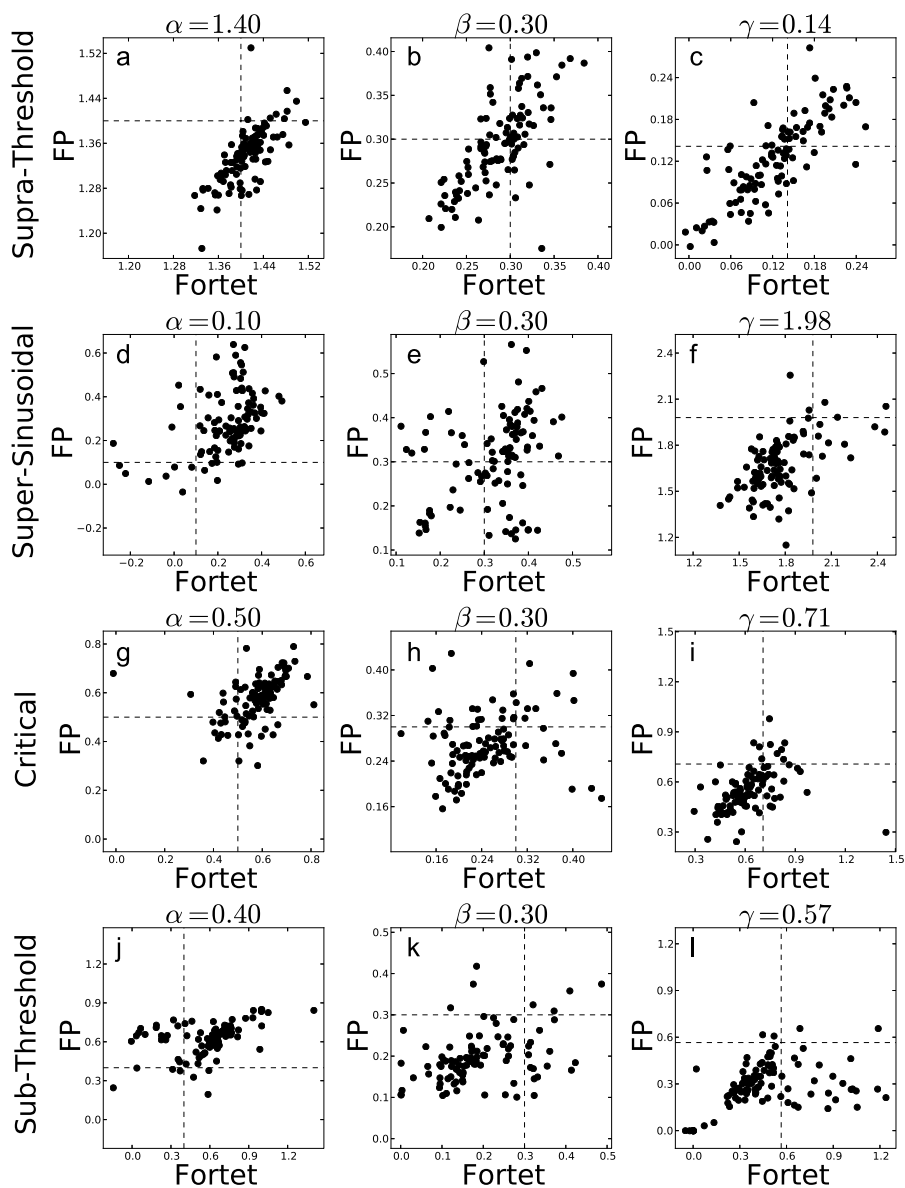 α=1.40
β=0.30
γ=0.14
Supra-Threshold
a
FP
1.52
1.44
1.36
1.28
1.20
1.20 1.28 1.36 1.44 1.52
Fortet
b
FP
0.40
0.35
0.30
0.25
0.20
0.20 0.25 0.30 0.35 0.40
Fortet
c
FP
0.24
0.18
0.12
0.06
0.00
0.00 0.06 0.12 0.18 0.24
Fortet
α=0.10
β=0.30
γ=1.98
Super-Sinusoidal
d
FP
0.6
0.4
0.2
0.0
−0.2
−0.2 0.0 0.2 0.4 0.6
Fortet
e
FP
0.5
0.4
0.3
0.2
0.1
0.1 0.2 0.3 0.4 0.5
Fortet
f
FP
2.4
2.1
1.8
1.5
1.2
1.2 1.5 1.8 2.1 2.4
Fortet
α=0.50
β=0.30
γ=0.71
Critical
g
FP
0.8
0.6
0.4
0.2
0.0
0.0 0.2 0.4 0.6 0.8
Fortet
h
FP
0.40
0.32
0.24
0.16
0.16 0.24 0.32 0.40
Fortet
i
FP
1.5
1.2
0.9
0.6
0.3
0.3 0.6 0.9 1.2 1.5
Fortet
α=0.40
β=0.30
γ=0.57
Sub-Threshold
j
FP
1.2
0.9
0.6
0.3
0.0
0.0 0.3 0.6 0.9 1.2
Fortet
k
FP
0.5
0.4
0.3
0.2
0.1
0.0
0.0 0.1 0.2 0.3 0.4 0.5
Fortet
l
FP
1.2
0.9
0.6
0.3
0.0
0.0 0.3 0.6 0.9 1.2
Fortet